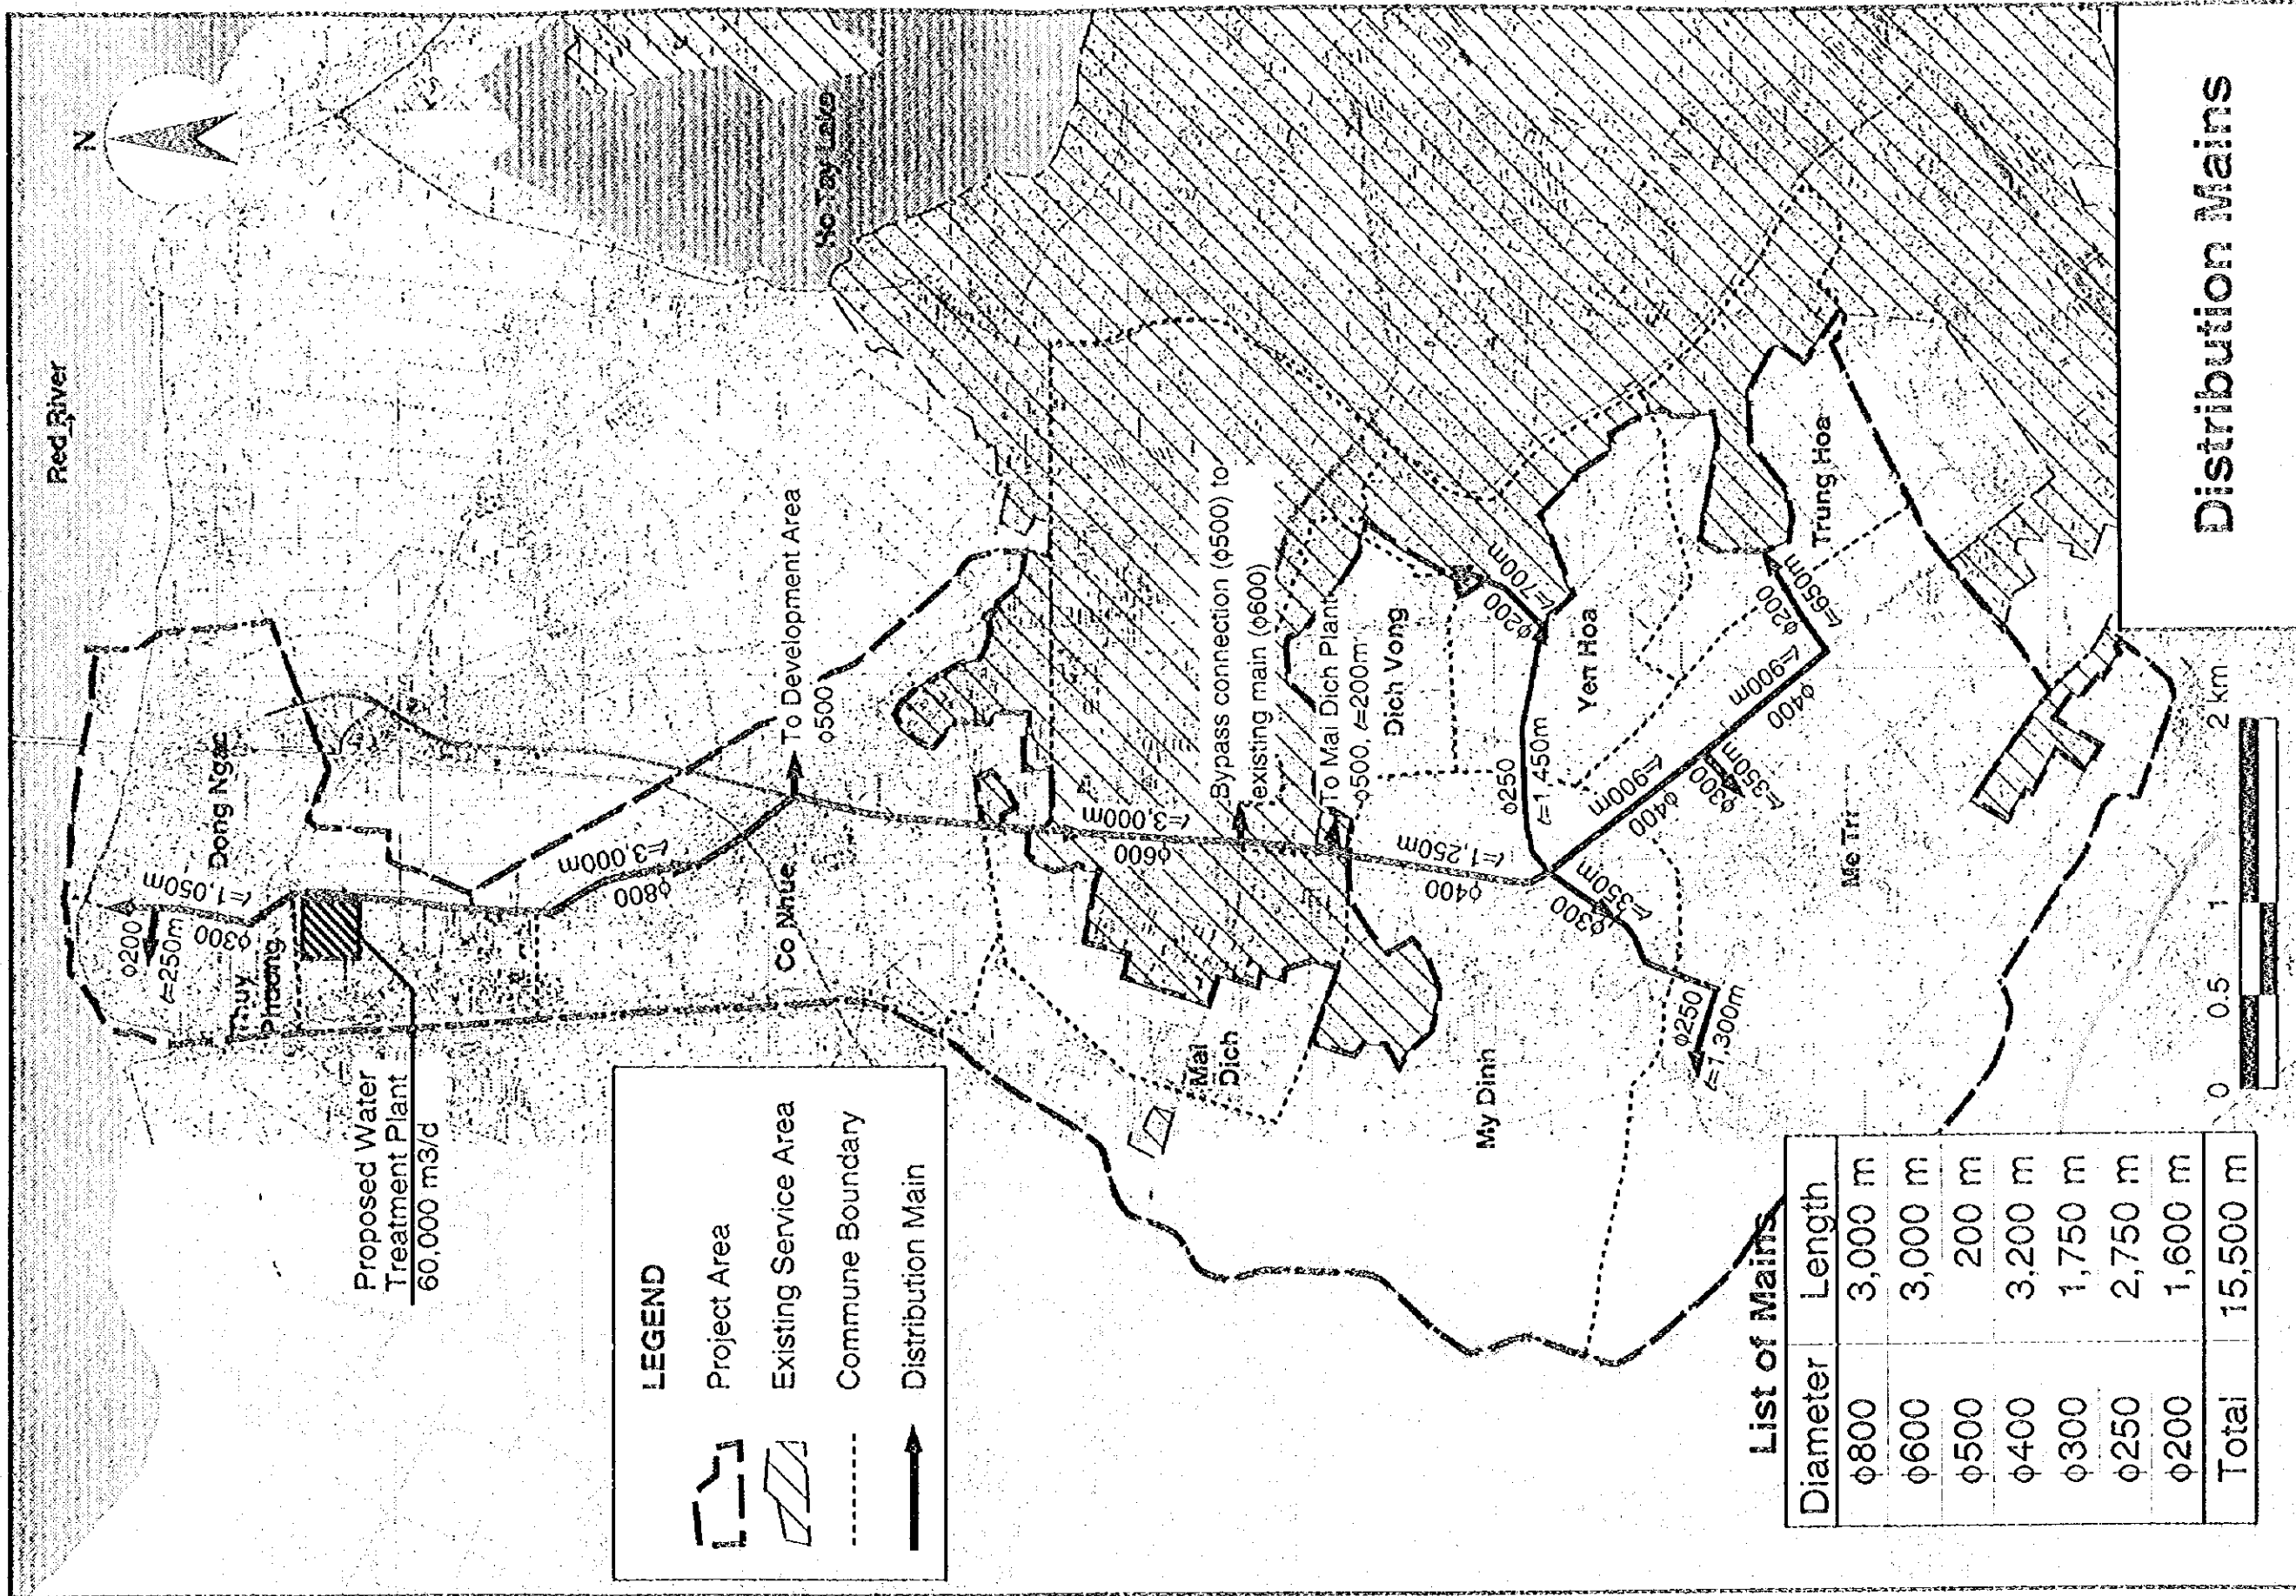 N
Red River
Ho Tay Lake
Dong Ngac
φ200
ℓ=250m
φ300
ℓ=1,050m
Thuy
Phuong
Proposed Water
Treatment Plant
60,000 m3/d
φ800
ℓ=3,000m
To Development Area
φ500
Co Nhue
φ600
ℓ=3,000m
Bypass connection (φ500) to
existing main (φ600)
To Mai Dich Plant
φ500, ℓ=200m
Dich Vong
Mai
Dich
φ400
ℓ=1,250m
φ200
ℓ=700m
φ250
ℓ=1,450m
Yen Hoa
My Dinh
φ300
ℓ=350m
φ400
ℓ=900m
φ300
ℓ=350m
φ400
ℓ=900m
φ200
ℓ=650m
Trung Hoa
φ250
ℓ=1,300m
Me Tri
LEGEND
Project Area
Existing Service Area
Commune Boundary
Distribution Main
List of Mains
Diameter Length
φ800 3,000 m
φ600 3,000 m
φ500 200 m
φ400 3,200 m
φ300 1,750 m
φ250 2,750 m
φ200 1,600 m
Total 15,500 m
0 0.5 1 2 km
Distribution Mains